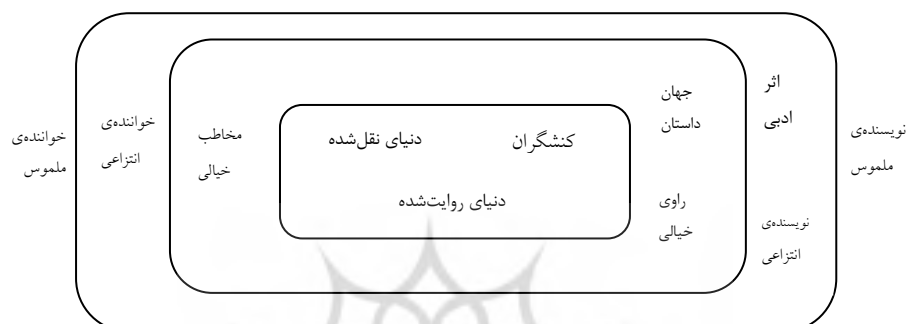 نویسنده‌ی
ملموس
اثر
ادبی
نویسنده‌ی
انتزاعی
جهان
داستان
راوی
خیالی
کنشگران
دنیای نقل‌شده
دنیای روایت‌شده
مخاطب
خیالی
خواننده‌ی
انتزاعی
خواننده‌ی
ملموس